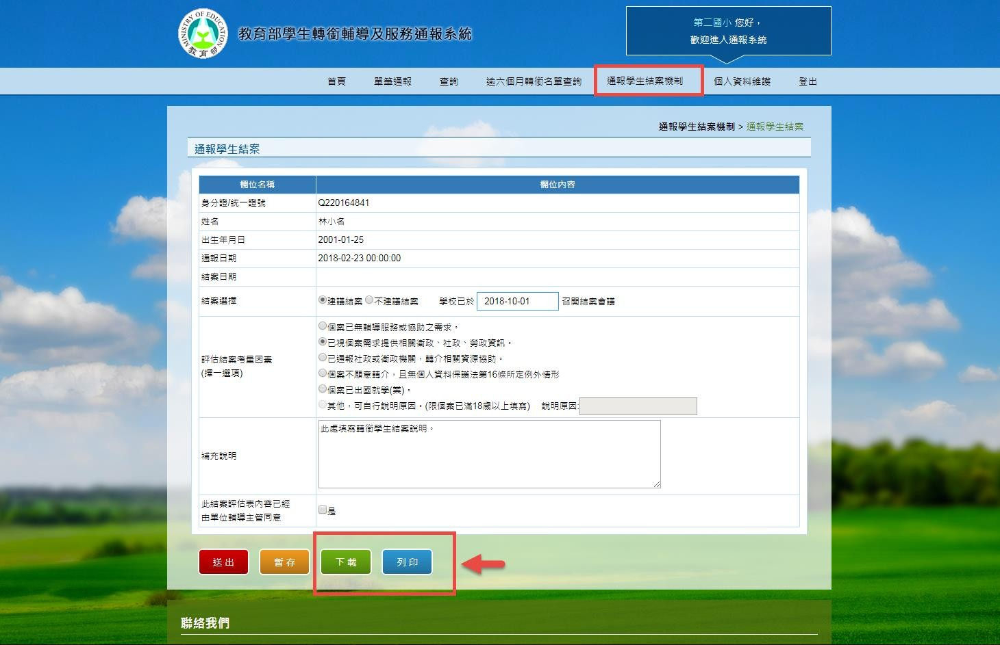 MINISTRY OF EDUCATION
教育部
教育部學生轉銜輔導及服務通報系統
第二國小 您好，
歡迎進入通報系統
首頁 單筆通報 查詢 逾六個月轉銜名單查詢 通報學生結案機制 個人資料維護 登出
通報學生結案機制 > 通報學生結案
通報學生結案
欄位名稱 欄位內容
身分證/統一證號 Q220164841
姓名 林小名
出生年月日 2001-01-25
通報日期 2018-02-23 00:00:00
結案日期
結案選擇 建議結案 不建議結案 學校已於 2018-10-01 召開結案會議
評估結案考量因素
(擇一選項)
個案已無輔導服務或協助之需求。
已視個案需求提供相關衛政、社政、勞政資訊。
已通報社政或衛政機關，轉介相關資源協助。
個案不願意轉介，且無個人資料保護法第16條所定例外情形
個案已出國就學(業)。
其他，可自行說明原因。(限個案已滿18歲以上填寫) 說明原因:
補充說明
此處填寫轉銜學生結案說明。
此結案評估表內容已經
由單位輔導主管同意
是
送出 暫存 下載 列印
聯絡我們